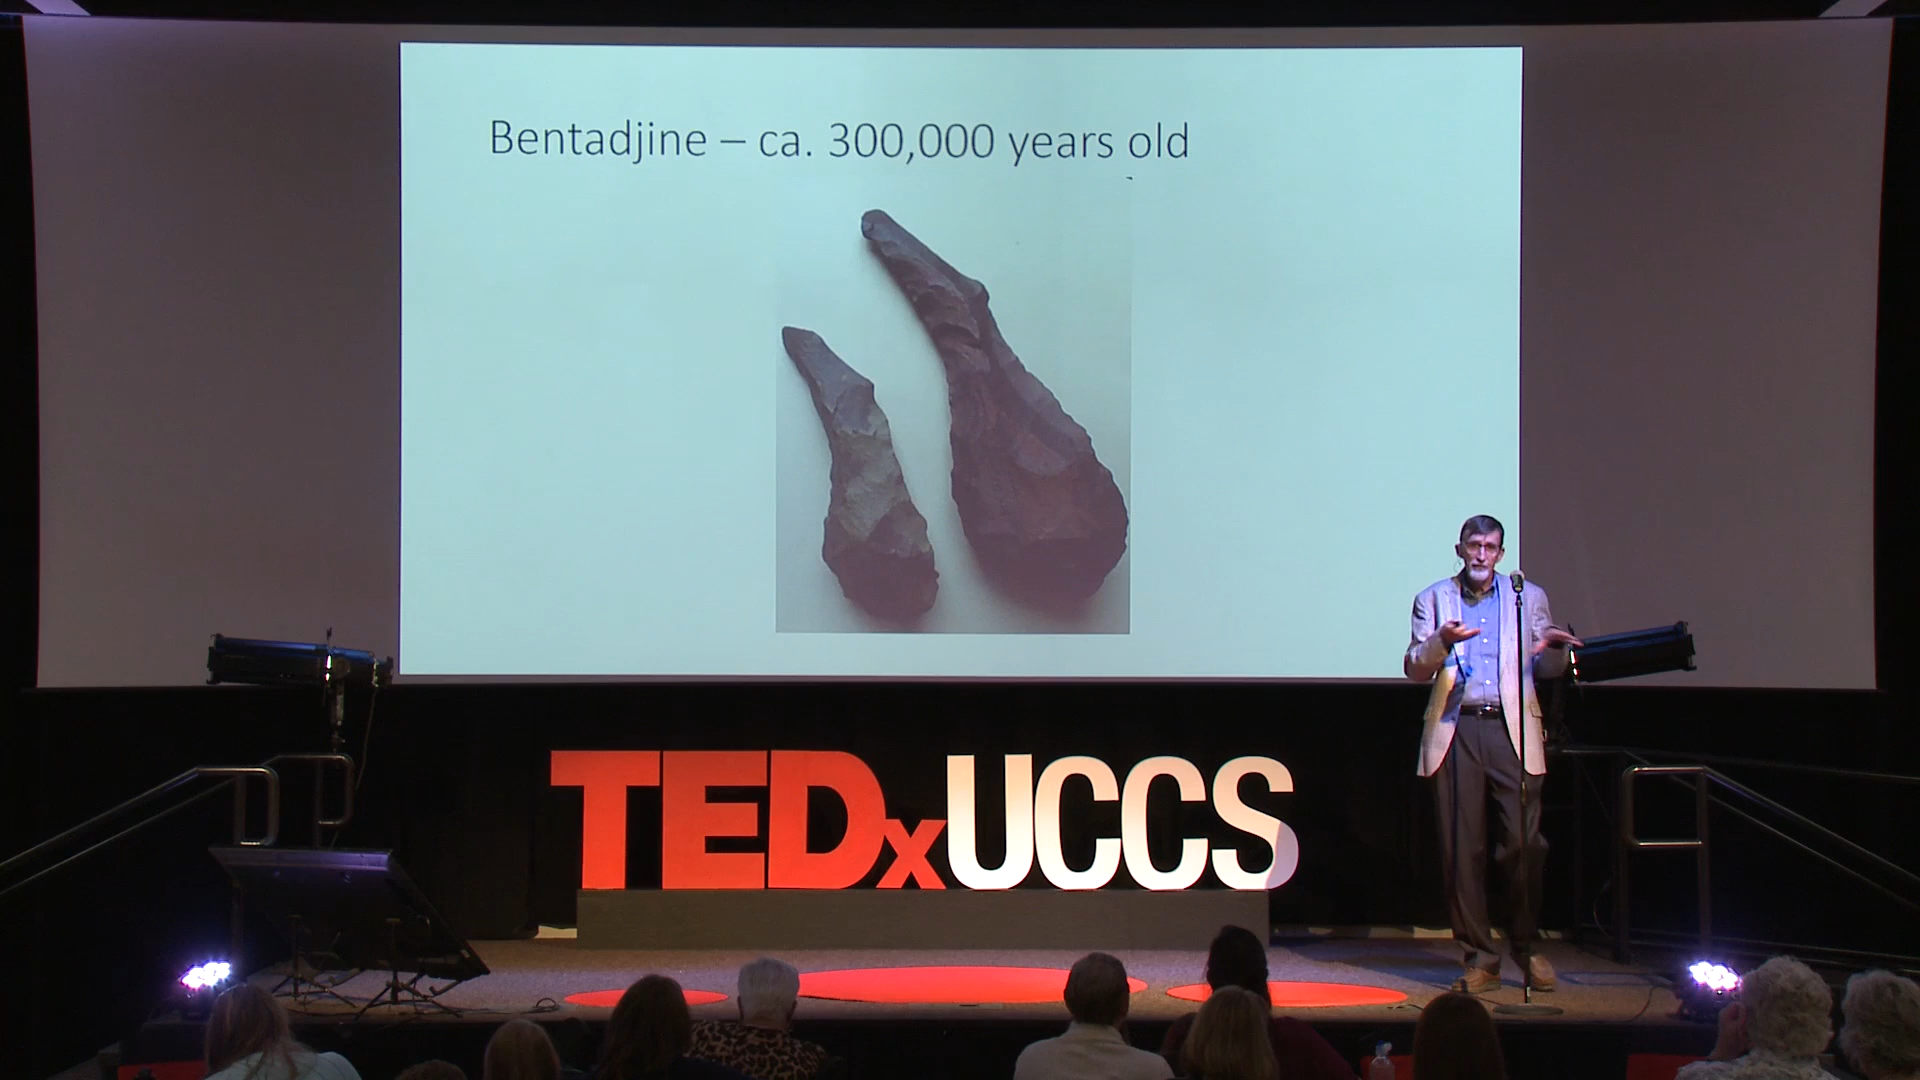 Bentadjine – ca. 300,000 years old
TEDxUCCS